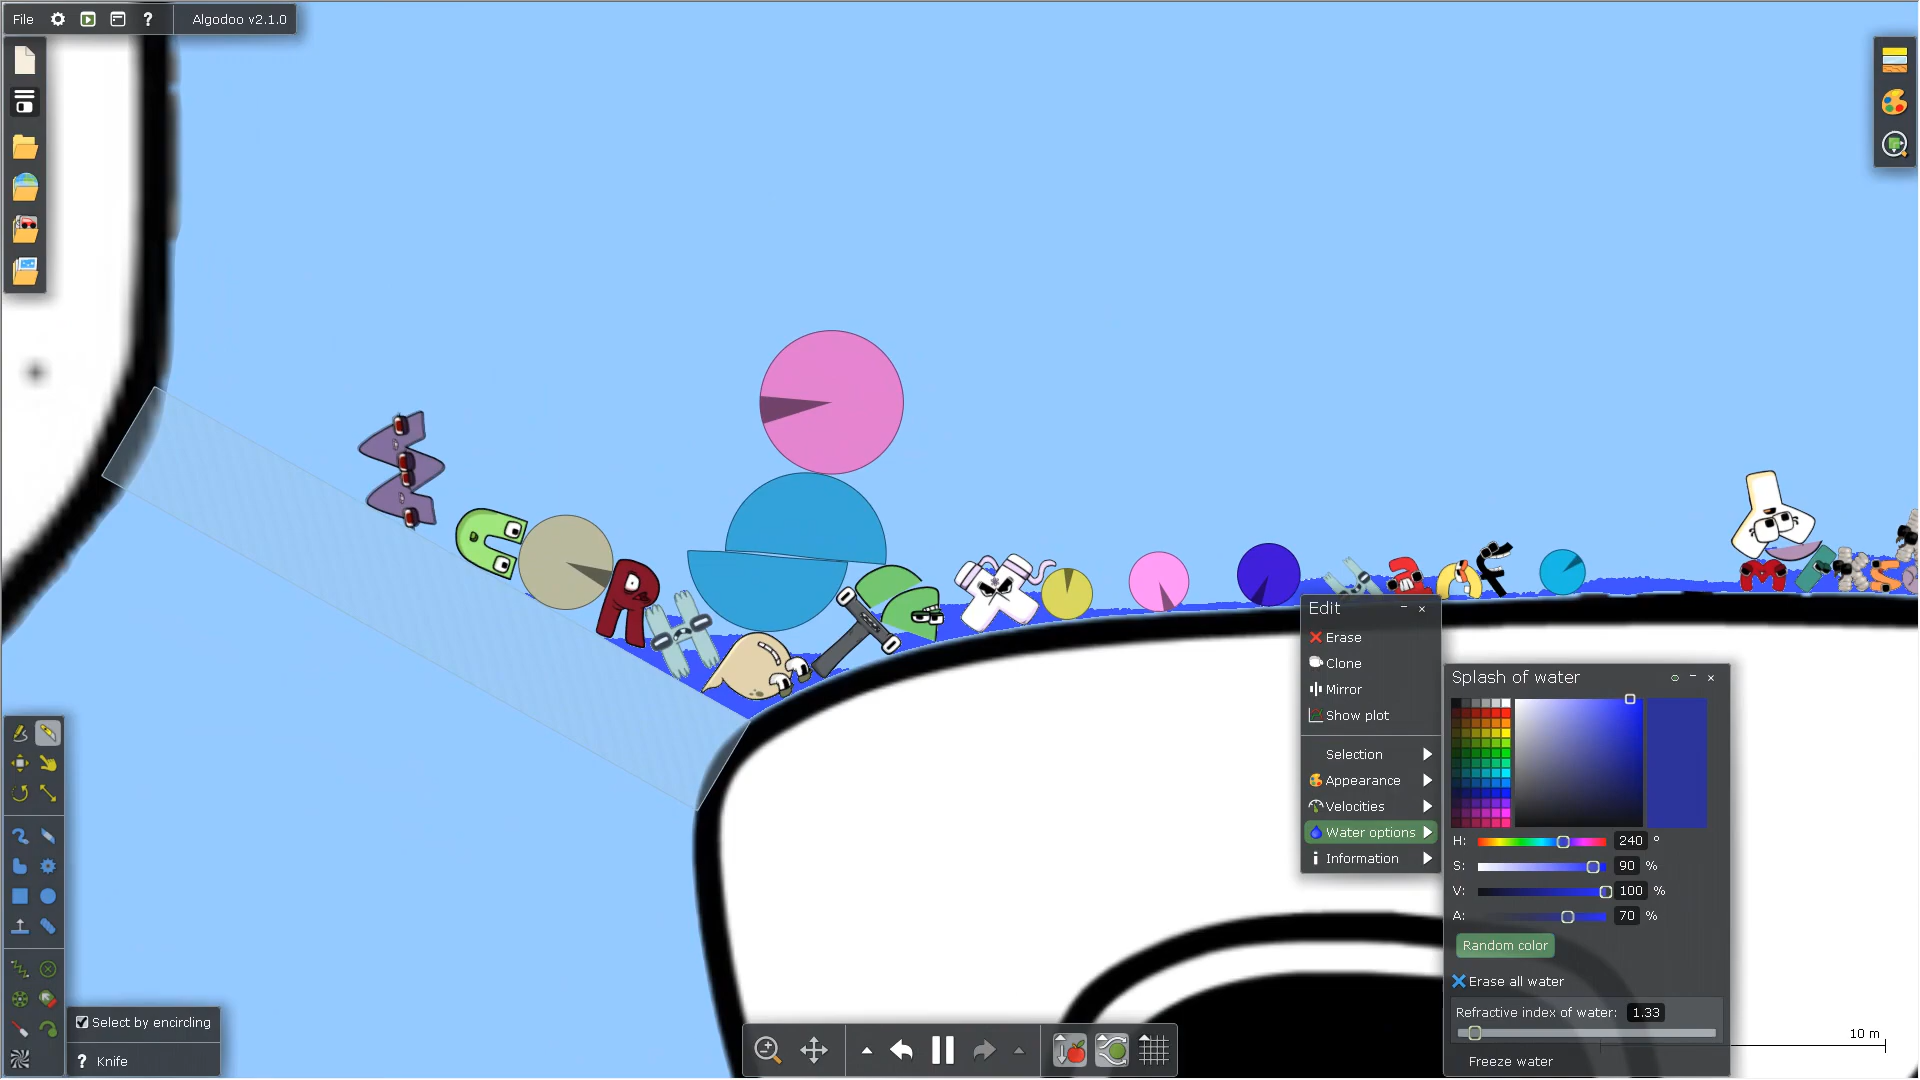 File
?
Algodoo v2.1.0
Edit
Erase
Clone
Mirror
Show plot
Selection
Appearance
Velocities
Water options
Information
Splash of water
H: 240 °
S: 90 %
V: 100 %
A: 70 %
Random color
Erase all water
Refractive index of water: 1.33
Freeze water
10 m
Select by encircling
? Knife